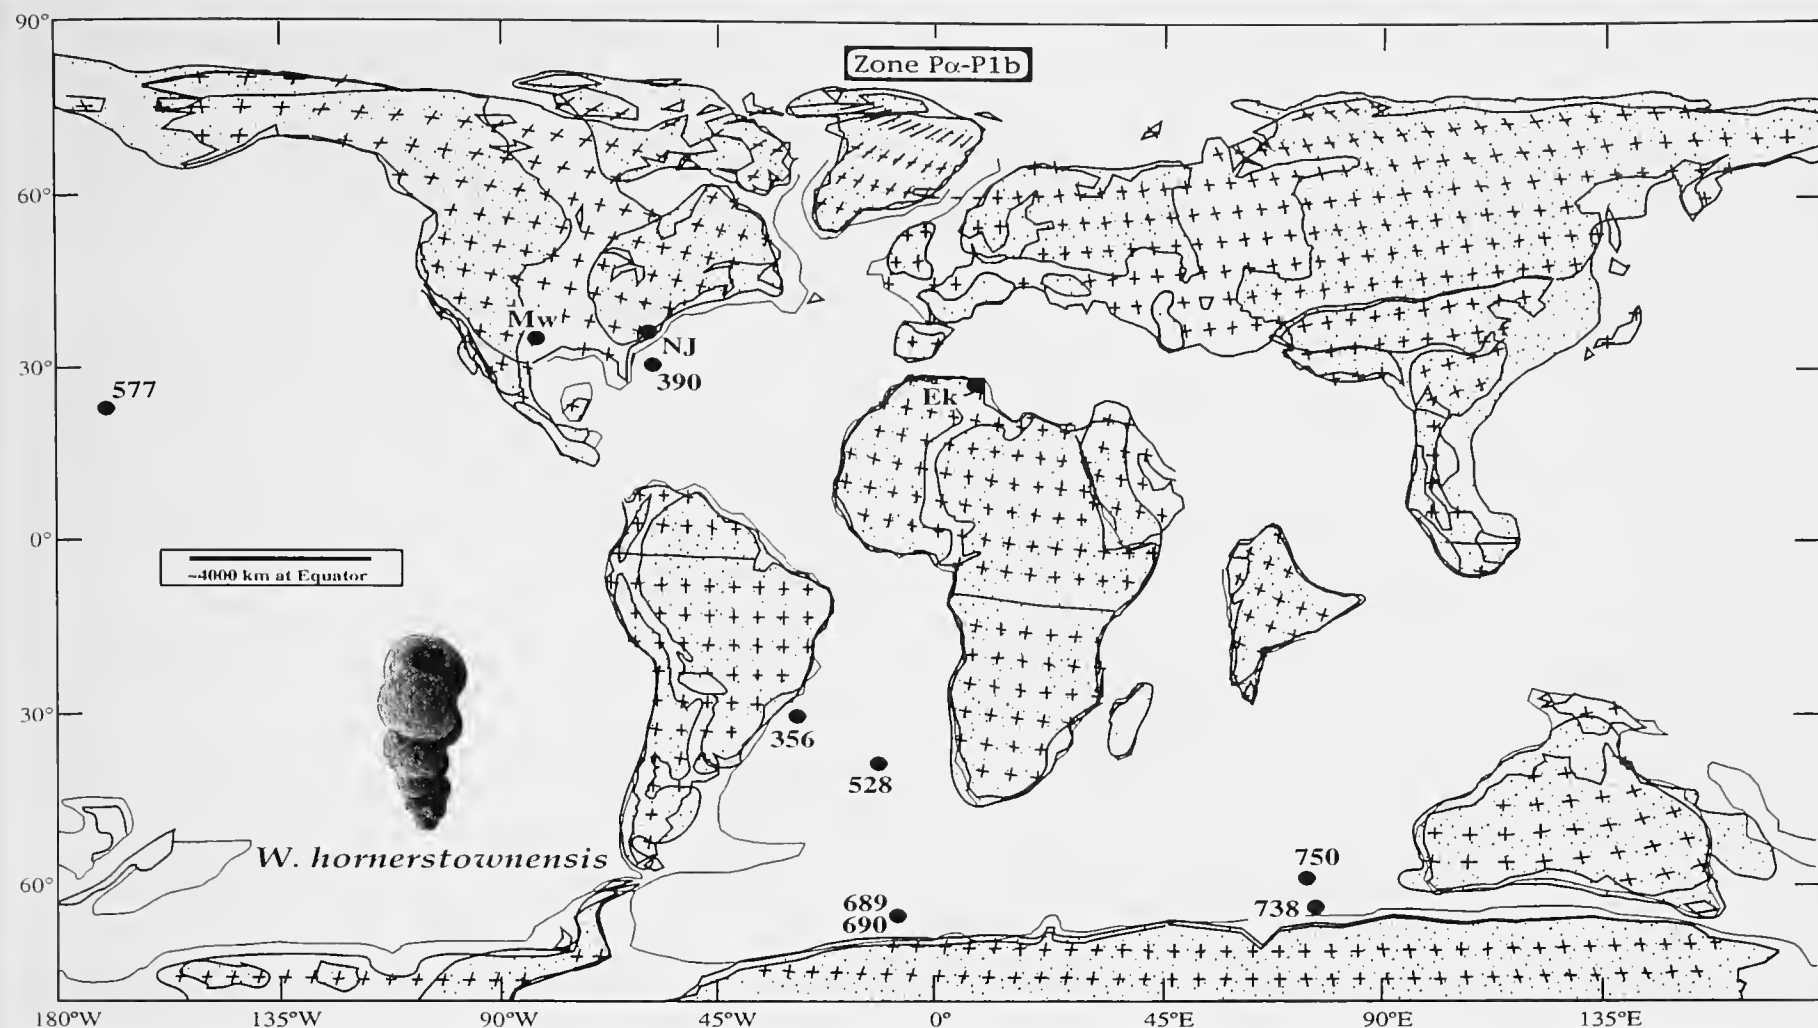 90°
Zone Pα-P1b
60°
Mw
NJ
30°
390
577
Ek
0°
~4000 km at Equator
30°
356
528
W. hornerstownensis
750
60°
689
738
690
180°W
135°W
90°W
45°W
0°
45°E
90°E
135°E